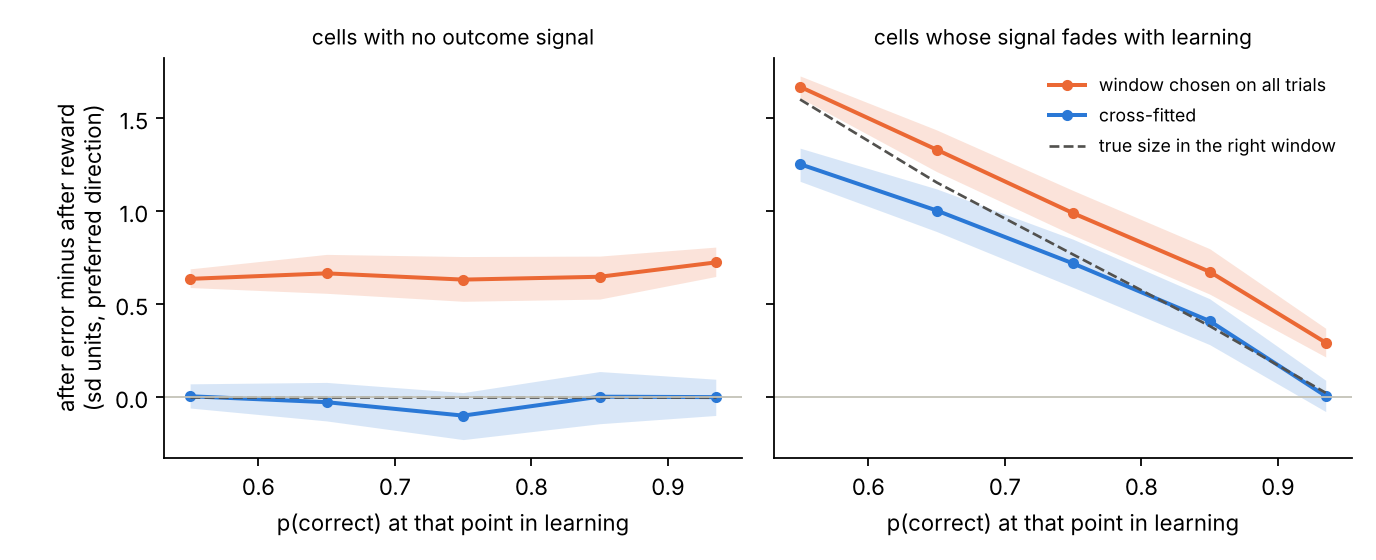 cells with no outcome signal
cells whose signal fades with learning
after error minus after reward
(sd units, preferred direction)
1.5
1.0
0.5
0.0
window chosen on all trials
cross-fitted
true size in the right window
0.6
0.7
0.8
0.9
0.6
0.7
0.8
0.9
p(correct) at that point in learning
p(correct) at that point in learning